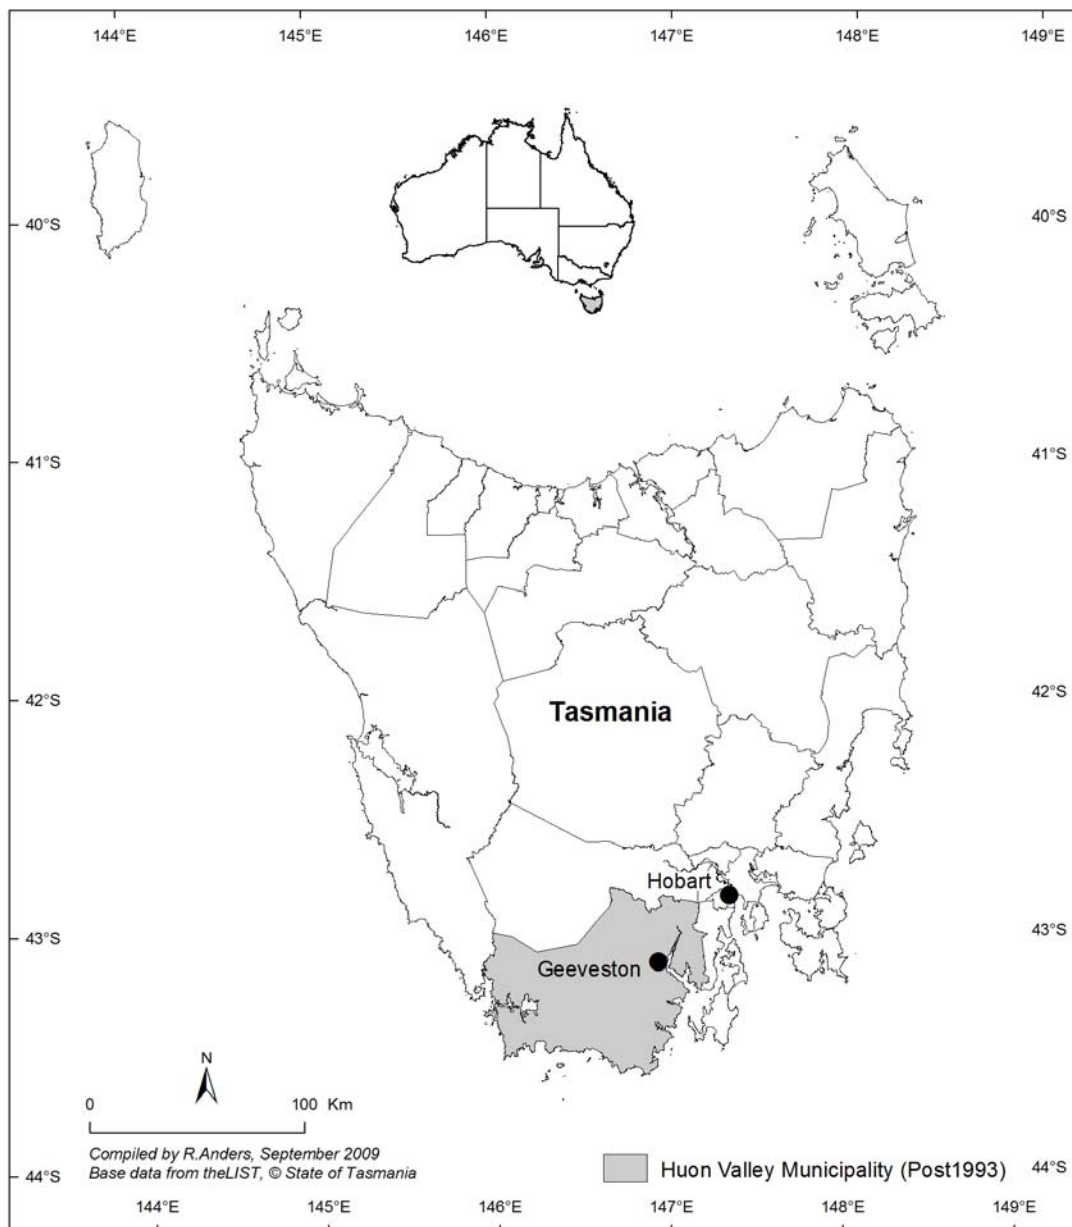 144°E 145°E 146°E 147°E 148°E 149°E
40°S 40°S
41°S 41°S
Tasmania
42°S 42°S
Hobart
43°S 43°S
Geeveston
N
0 100 Km
Compiled by R.Anders, September 2009
Base data from theLIST, © State of Tasmania
Huon Valley Municipality (Post1993)
44°S 44°S
144°E 145°E 146°E 147°E 148°E 149°E